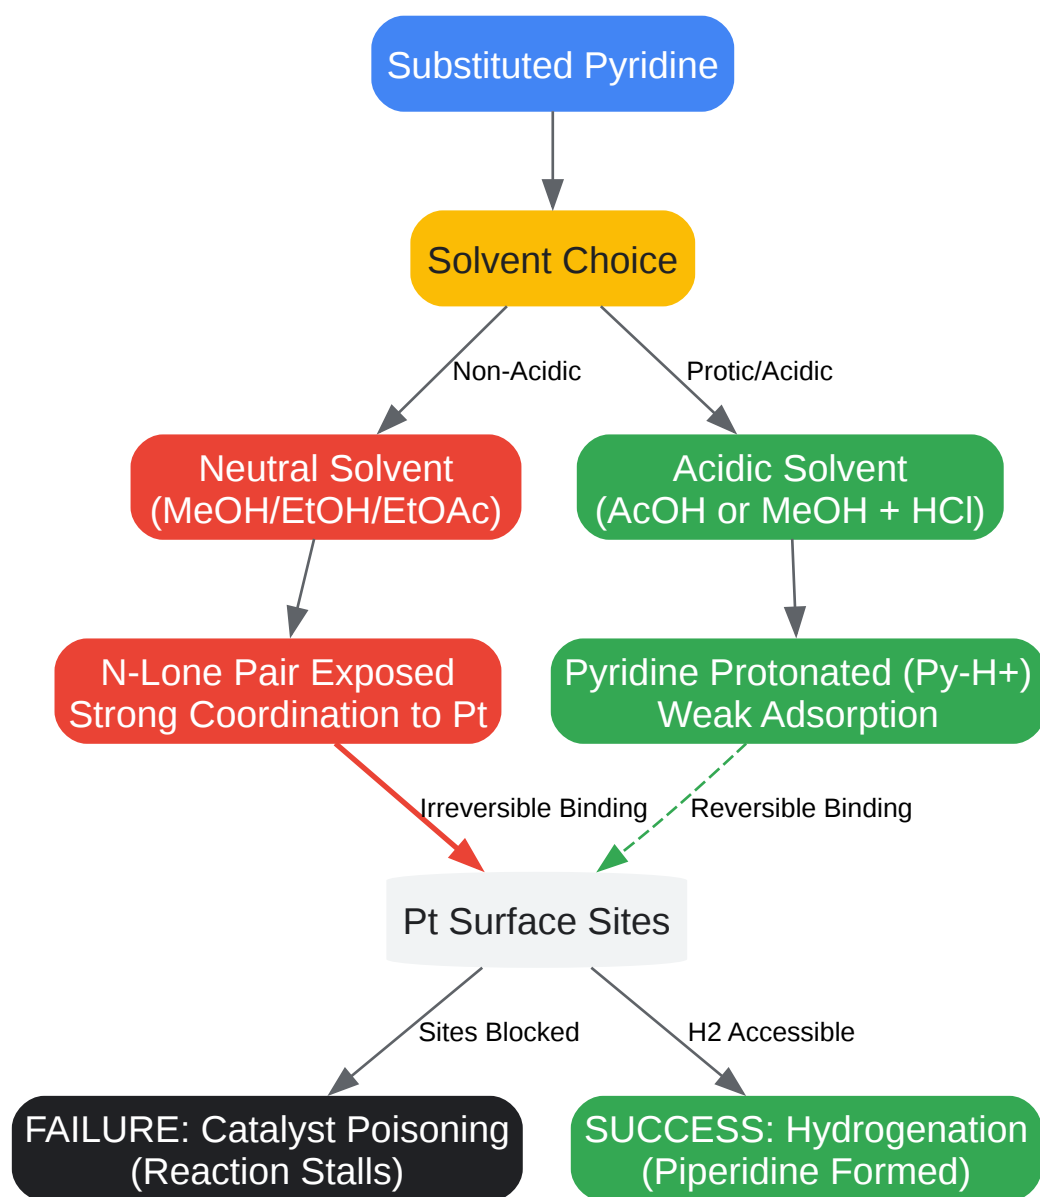 Substituted Pyridine
Solvent Choice
Non-Acidic
Protic/Acidic
Neutral Solvent
(MeOH/EtOH/EtOAc)
Acidic Solvent
(AcOH or MeOH + HCl)
N-Lone Pair Exposed
Strong Coordination to Pt
Pyridine Protonated (Py-H+)
Weak Adsorption
Irreversible Binding
Reversible Binding
Pt Surface Sites
Sites Blocked
H2 Accessible
FAILURE: Catalyst Poisoning
(Reaction Stalls)
SUCCESS: Hydrogenation
(Piperidine Formed)